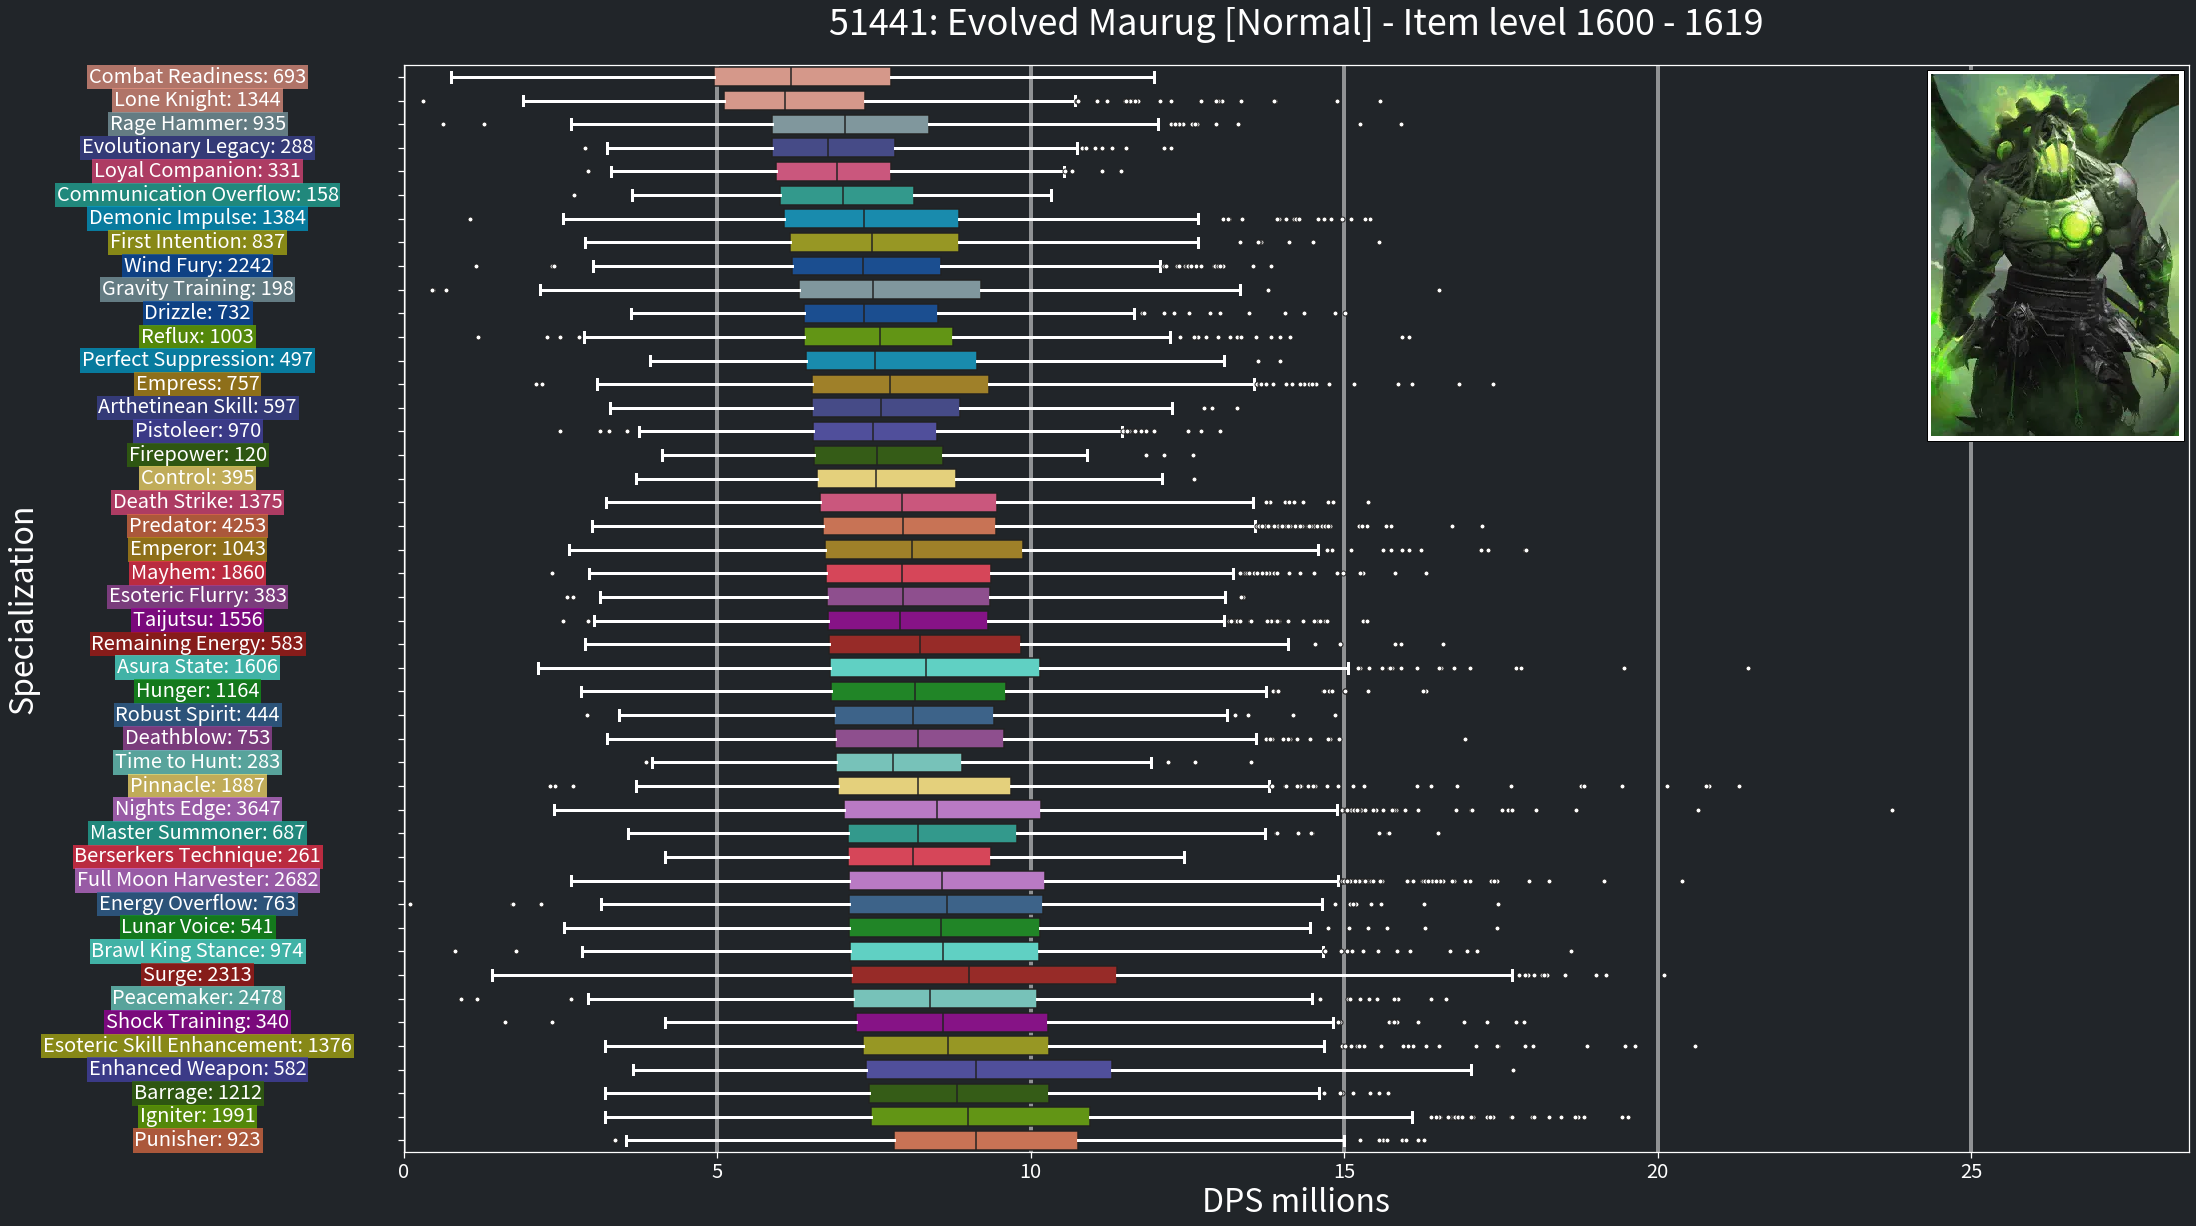 51441: Evolved Maurug [Normal] - Item level 1600 - 1619
Combat Readiness: 693
Lone Knight: 1344
Rage Hammer: 935
Evolutionary Legacy: 288
Loyal Companion: 331
Communication Overflow: 158
Demonic Impulse: 1384
First Intention: 837
Wind Fury: 2242
Gravity Training: 198
Drizzle: 732
Reflux: 1003
Perfect Suppression: 497
Empress: 757
Arthetinean Skill: 597
Pistoleer: 970
Firepower: 120
Control: 395
Death Strike: 1375
Predator: 4253
Emperor: 1043
Mayhem: 1860
Esoteric Flurry: 383
Taijutsu: 1556
Remaining Energy: 583
Asura State: 1606
Hunger: 1164
Robust Spirit: 444
Deathblow: 753
Time to Hunt: 283
Pinnacle: 1887
Nights Edge: 3647
Master Summoner: 687
Berserkers Technique: 261
Full Moon Harvester: 2682
Energy Overflow: 763
Lunar Voice: 541
Brawl King Stance: 974
Surge: 2313
Peacemaker: 2478
Shock Training: 340
Esoteric Skill Enhancement: 1376
Enhanced Weapon: 582
Barrage: 1212
Igniter: 1991
Punisher: 923
Specialization
0 5 10 15 20 25
DPS millions